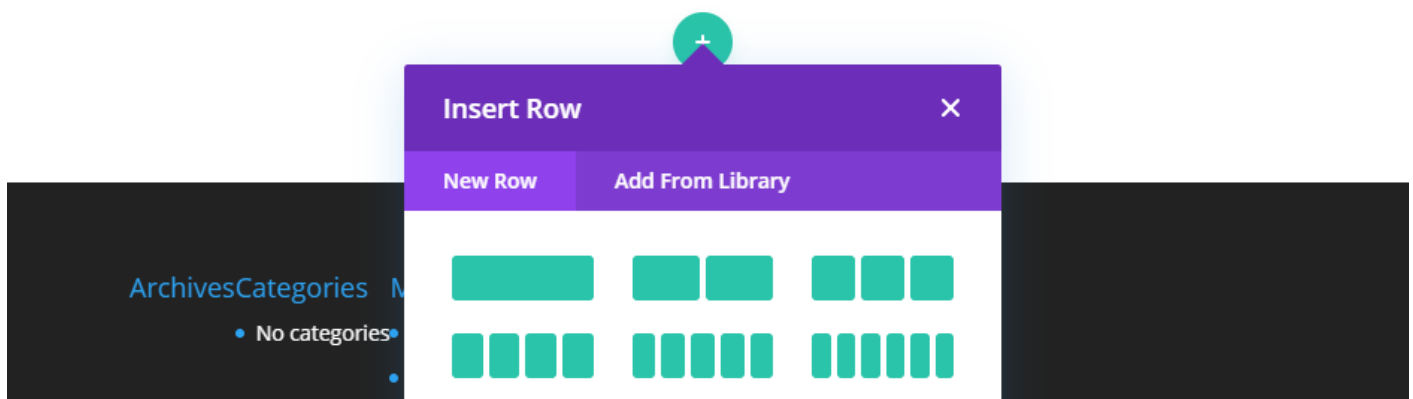 Insert Row
New Row Add From Library
ArchivesCategories
No categories